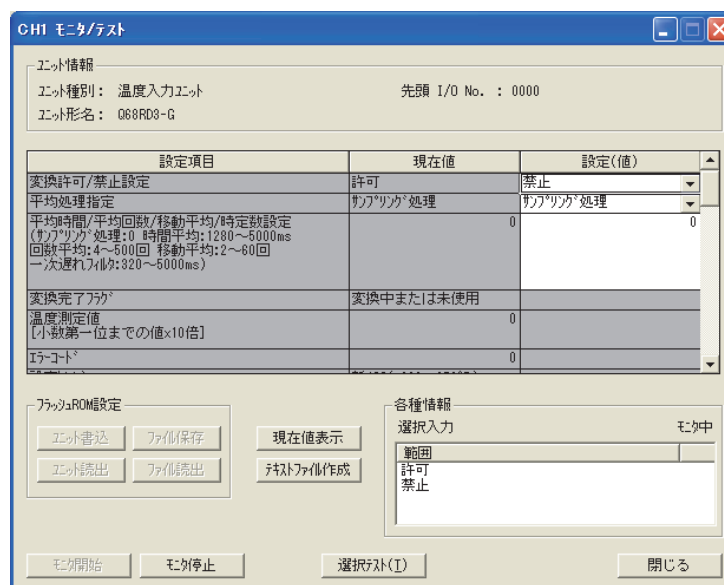 CH1 ﾓﾆﾀ/ﾃｽﾄ
ﾕﾆｯﾄ情報
ﾕﾆｯﾄ種別： 温度入力ﾕﾆｯﾄ 先頭 I/O No. : 0000
ﾕﾆｯﾄ形名： Q68RD3-G
設定項目 現在値 設定(値)
変換許可/禁止設定 許可 禁止
平均処理指定 ｻﾝﾌﾟﾘﾝｸﾞ処理 ｻﾝﾌﾟﾘﾝｸﾞ処理
平均時間/平均回数/移動平均/時定数設定 0 0
(ｻﾝﾌﾟﾘﾝｸﾞ処理:0 時間平均:1280～5000ms
回数平均:4～500回 移動平均:2～60回
一次遅れﾌｨﾙﾀ:320～5000ms)
変換完了ﾌﾗｸﾞ 変換中または未使用
温度測定値 0
[小数第一位までの値x10倍]
ｴﾗｰｺｰﾄﾞ 0
ﾌﾗｯｼｭROM設定
ﾕﾆｯﾄ書込 ﾌｧｲﾙ保存
ﾕﾆｯﾄ読出 ﾌｧｲﾙ読出
現在値表示
ﾃｷｽﾄﾌｧｲﾙ作成
各種情報
選択入力 ﾓﾆﾀ中
範囲
許可
禁止
ﾓﾆﾀ開始 ﾓﾆﾀ停止 選択ﾃｽﾄ(T) 閉じる